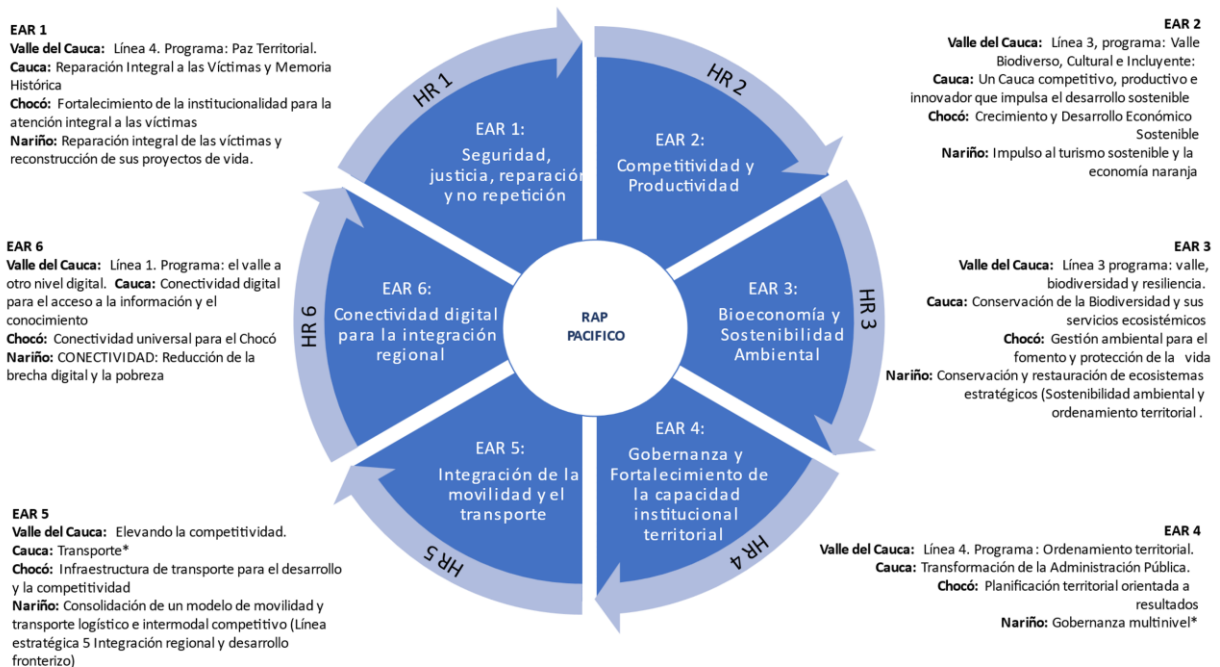 EAR 1
Valle del Cauca: Línea 4. Programa: Paz Territorial.
Cauca: Reparación Integral a las Víctimas y Memoria
Histórica
Chocó: Fortalecimiento de la institucionalidad para la
atención integral a las víctimas
Nariño: Reparación integral de las víctimas y
reconstrucción de sus proyectos de vida.
EAR 2
Valle del Cauca: Línea 3, programa: Valle
Biodiverso, Cultural e Incluyente:
Cauca: Un Cauca competitivo, productivo e
innovador que impulsa el desarrollo sostenible
Chocó: Crecimiento y Desarrollo Económico
Sostenible
Nariño: Impulso al turismo sostenible y la
economía naranja
HR 1
HR 2
EAR 1:
Seguridad,
justicia, reparación
y no repetición
EAR 2:
Competitividad y
Productividad
EAR 6
Valle del Cauca: Línea 1. Programa: el valle a
otro nivel digital. Cauca: Conectividad digital
para el acceso a la información y el
conocimiento
Chocó: Conectividad universal para el Chocó
Nariño: CONECTIVIDAD: Reducción de la
brecha digital y la pobreza
HR 6
EAR 6:
Conectividad digital
para la integración
regional
RAP
PACIFICO
EAR 3:
Bioeconomía y
Sostenibilidad
Ambiental
HR 3
EAR 3
Valle del Cauca: Línea 3 programa: valle,
biodiversidad y resiliencia.
Cauca: Conservación de la Biodiversidad y sus
servicios ecosistémicos
Chocó: Gestión ambiental para el
fomento y protección de la vida
Nariño: Conservación y restauración de ecosistemas
estratégicos (Sostenibilidad ambiental y
ordenamiento territorial .
EAR 5:
Integración de la
movilidad y el
transporte
EAR 4:
Gobernanza y
Fortalecimiento de
la capacidad
institucional
territorial
HR 5
HR 4
EAR 5
Valle del Cauca: Elevando la competitividad.
Cauca: Transporte*
Chocó: Infraestructura de transporte para el desarrollo
y la competitividad
Nariño: Consolidación de un modelo de movilidad y
transporte logístico e intermodal competitivo (Línea
estratégica 5 Integración regional y desarrollo
fronterizo)
EAR 4
Valle del Cauca: Línea 4. Programa : Ordenamiento territorial.
Cauca: Transformación de la Administración Pública.
Chocó: Planificación territorial orientada a
resultados
Nariño: Gobernanza multinivel*